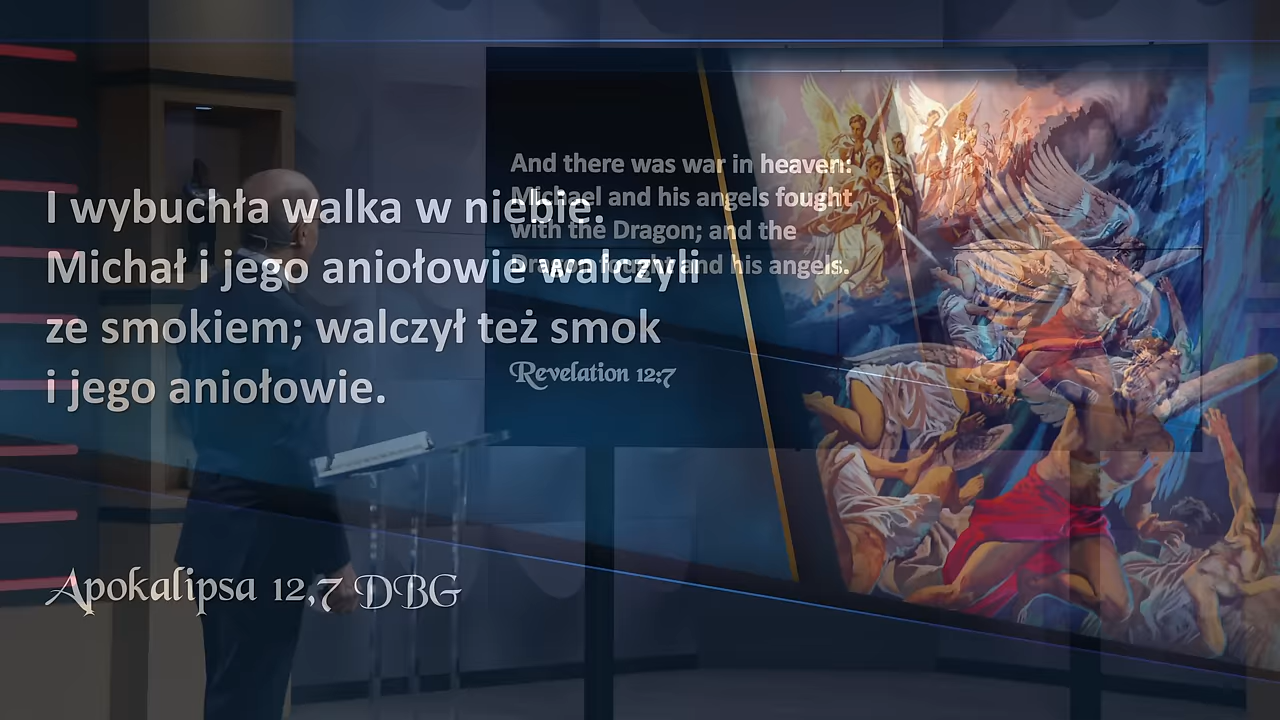 I wybuchła walka w niebie.
Michał i jego aniołowie walczyli
ze smokiem; walczył też smok
i jego aniołowie.
Apokalipsa 12,7 DBG
And there was war in heaven:
Michael and his angels fought
with the Dragon; and the
Dragon fought and his angels.
Revelation 12:7